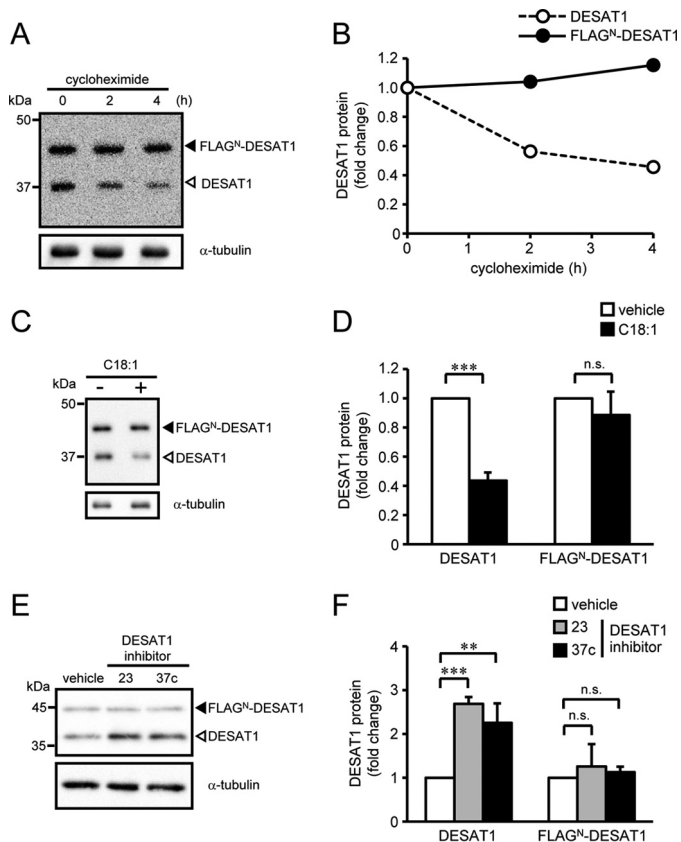 A
cycloheximide
0 2 4 (h)
kDa
50
37
FLAGᴺ-DESAT1
DESAT1
α-tubulin
B
DESAT1
FLAGᴺ-DESAT1
DESAT1 protein
(fold change)
1.2
1.0
0.8
0.6
0.4
0.2
0
0 1 2 3 4
cycloheximide (h)
C
C18:1
kDa
- +
50
37
FLAGᴺ-DESAT1
DESAT1
α-tubulin
D
vehicle
C18:1
DESAT1 protein
(fold change)
1.2
1.0
0.8
0.6
0.4
0.2
0
***
n.s.
DESAT1 FLAGᴺ-DESAT1
E
DESAT1
inhibitor
vehicle 23 37c
kDa
45
35
FLAGᴺ-DESAT1
DESAT1
α-tubulin
F
vehicle
23
37c
DESAT1
inhibitor
DESAT1 protein
(fold change)
4
3
2
1
0
**
***
n.s.
n.s.
DESAT1 FLAGᴺ-DESAT1